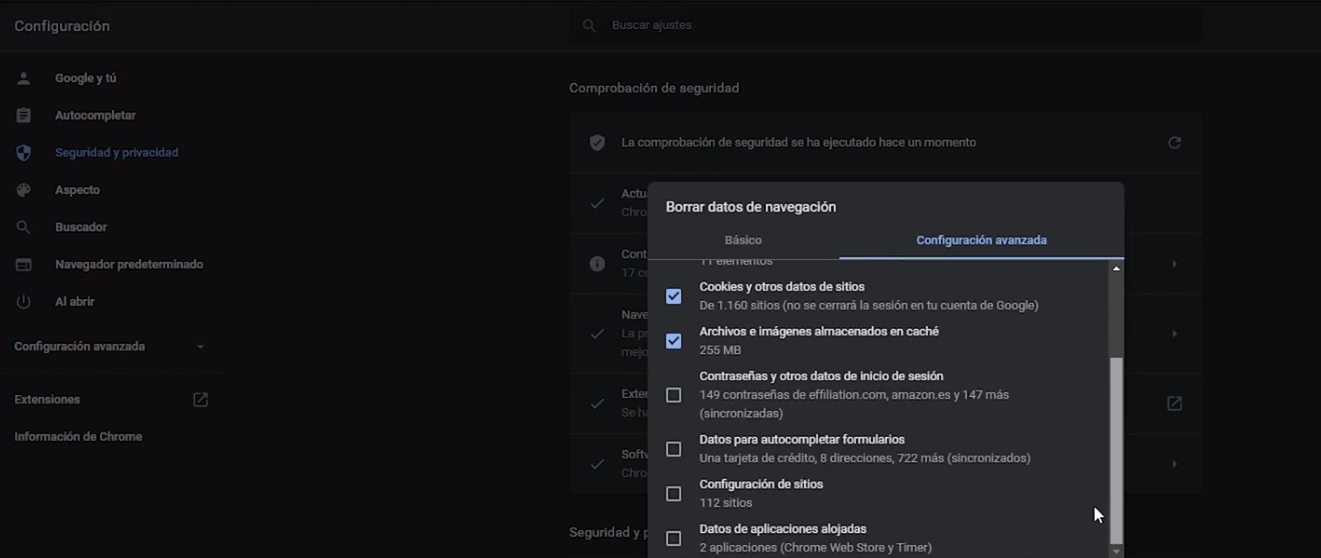 Configuración
Buscar ajustes
Google y tú
Autocompletar
Seguridad y privacidad
Aspecto
Buscador
Navegador predeterminado
Al abrir
Configuración avanzada
Extensiones
Información de Chrome
Comprobación de seguridad
La comprobación de seguridad se ha ejecutado hace un momento
Actu
Chro
Cont
17 co
Nave
La pr
mejo
Exter
Se ha
Softw
Chro
Seguridad y p
Borrar datos de navegación
Básico
Configuración avanzada
11 elementos
Cookies y otros datos de sitios
De 1.160 sitios (no se cerrará la sesión en tu cuenta de Google)
Archivos e imágenes almacenados en caché
255 MB
Contraseñas y otros datos de inicio de sesión
149 contraseñas de effiliation.com, amazon.es y 147 más
(sincronizadas)
Datos para autocompletar formularios
Una tarjeta de crédito, 8 direcciones, 722 más (sincronizados)
Configuración de sitios
112 sitios
Datos de aplicaciones alojadas
2 aplicaciones (Chrome Web Store y Timer)